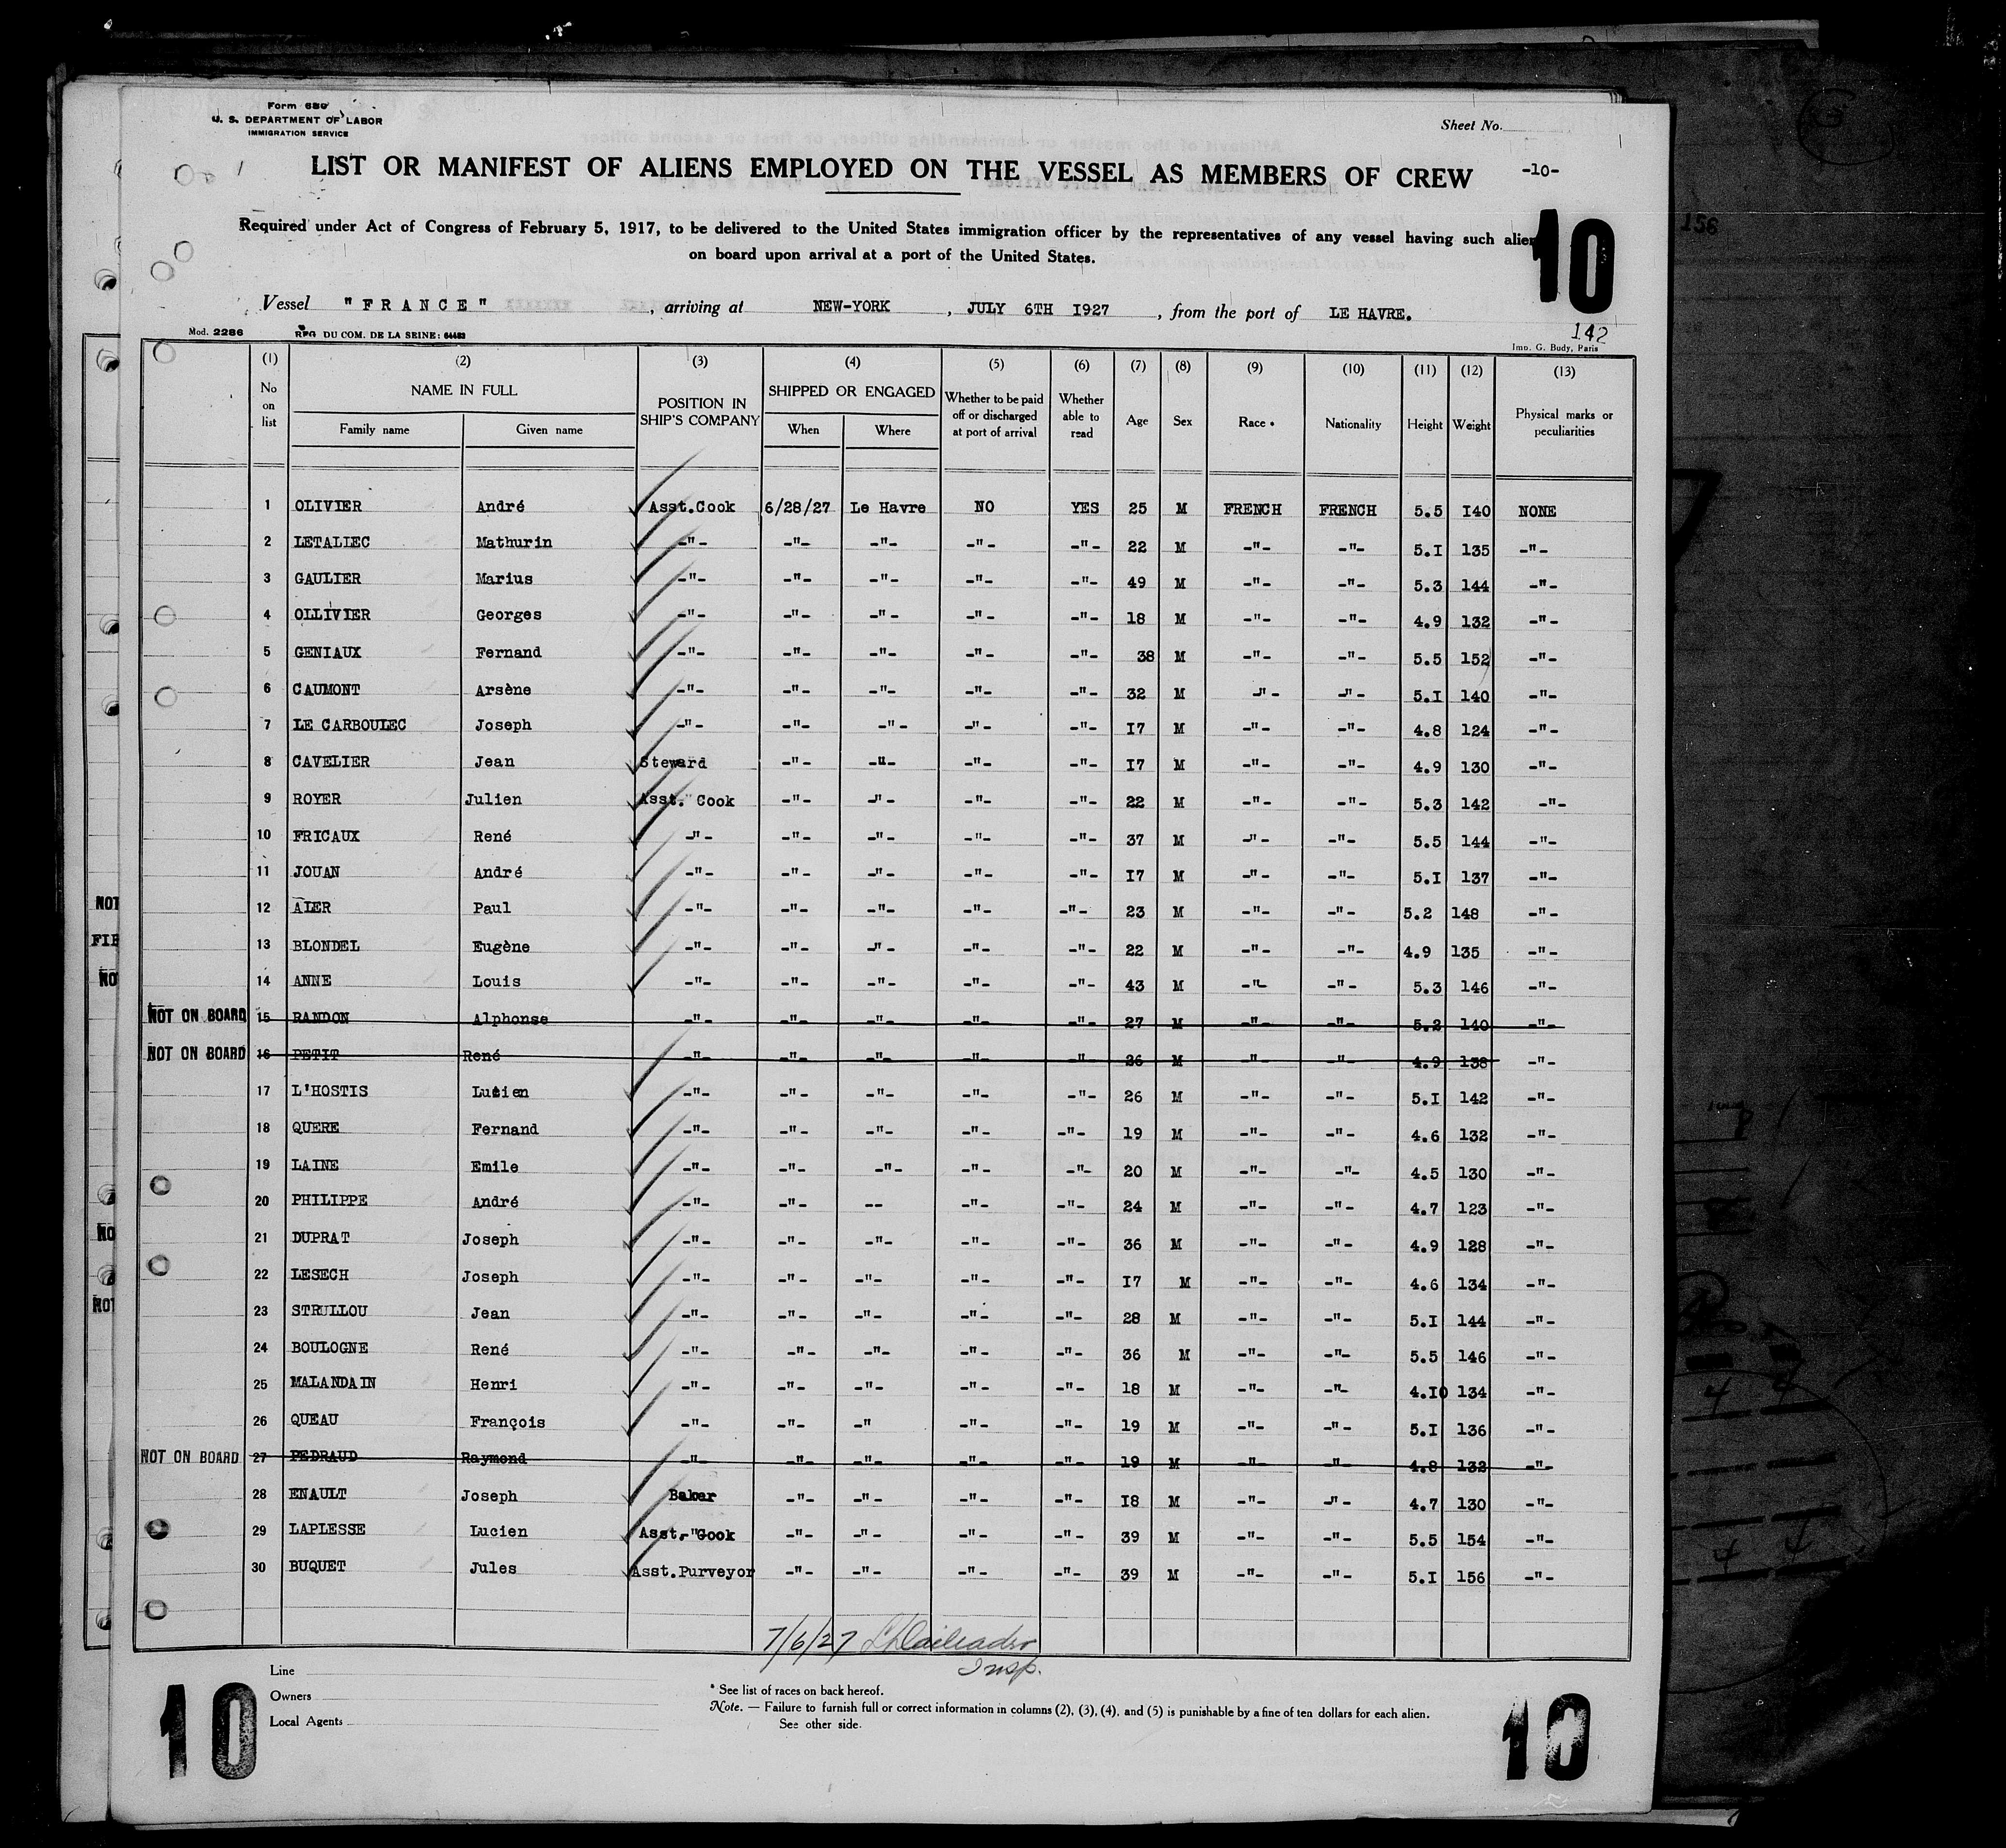 Form 680
U. S. DEPARTMENT OF LABOR
IMMIGRATION SERVICE
Sheet No.
LIST OR MANIFEST OF ALIENS EMPLOYED ON THE VESSEL AS MEMBERS OF CREW
-10-
Required under Act of Congress of February 5, 1917, to be delivered to the United States immigration officer by the representatives of any vessel having such alien
on board upon arrival at a port of the United States.
10
156
Vessel "FRANCE", arriving at NEW-YORK, JULY 6TH I927, from the port of LE HAVRE.
142
Mod. 2286 REG DU COM. DE LA SEINE: 64483 Imp. G. Body, Paris
(1) (2) (3) (4) (5) (6) (7) (8) (9) (10) (11) (12) (13)
No on list NAME IN FULL POSITION IN SHIP'S COMPANY SHIPPED OR ENGAGED Whether to be paid off or discharged at port of arrival Whether able to read Age Sex Race * Nationality Height Weight Physical marks or peculiarities
Family name Given name When Where
1 OLIVIER André Asst.Cook 6/28/27 Le Havre NO YES 25 M FRENCH FRENCH 5.5 I40 NONE
2 LETALIEC Mathurin -"- -"- -"- -"- -"- 22 M -"- -"- 5.I 135 -"-
3 GAULIER Marius -"- -"- -"- -"- -"- 49 M -"- -"- 5.3 144 -"-
4 OLLIVIER Georges -"- -"- -"- -"- -"- 18 M -"- -"- 4.9 132 -"-
5 GENIAUX Fernand -"- -"- -"- -"- -"- 38 M -"- -"- 5.5 152 -"-
6 CAUMONT Arsène -"- -"- -"- -"- -"- 32 M -"- -"- 5.I 140 -"-
7 LE CARBOULEC Joseph -"- -"- -"- -"- -"- I7 M -"- -"- 4.8 124 -"-
8 CAVELIER Jean Steward -"- -"- -"- -"- I7 M -"- -"- 4.9 130 -"-
9 ROYER Julien Asst." Cook -"- -"- -"- -"- 22 M -"- -"- 5.3 142 -"-
10 FRICAUX René -"- -"- -"- -"- -"- 37 M -"- -"- 5.5 144 -"-
11 JOUAN André -"- -"- -"- -"- -"- I7 M -"- -"- 5.I 137 -"-
12 AIER Paul -"- -"- -"- -"- -"- 23 M -"- -"- 5.2 148 -"-
13 BLONDEL Eugène -"- -"- -"- -"- -"- 22 M -"- -"- 4.9 135 -"-
14 ANNE Louis -"- -"- -"- -"- -"- 43 M -"- -"- 5.3 146 -"-
NOT ON BOARD 15 RANDON Alphonse -"- -"- -"- -"- -"- 27 M -"- -"- 5.2 140 -"-
NOT ON BOARD 16 PETIT René -"- -"- -"- -"- -"- 26 M -"- -"- 4.9 138 -"-
17 L'HOSTIS Lucien -"- -"- -"- -"- -"- 26 M -"- -"- 5.I 142 -"-
18 QUERE Fernand -"- -"- -"- -"- -"- 19 M -"- -"- 4.6 132 -"-
19 LAINE Emile -"- -"- -"- -"- -"- 20 M -"- -"- 4.5 130 -"-
20 PHILIPPE André -"- -"- -- -"- -"- 24 M -"- -"- 4.7 123 -"-
21 DUPRAT Joseph -"- -"- -"- -"- -"- 36 M -"- -"- 4.9 128 -"-
22 LESECH Joseph -"- -"- -"- -"- -"- I7 M -"- -"- 4.6 134 -"-
23 STRULLOU Jean -"- -"- -"- -"- -"- 28 M -"- -"- 5.I 144 -"-
24 BOULOGNE René -"- -"- -"- -"- -"- 36 M -"- -"- 5.5 146 -"-
25 MALANDAIN Henri -"- -"- -"- -"- -"- 18 M -"- -"- 4.I0 134 -"-
26 QUEAU François -"- -"- -" -"- -"- 19 M -"- -"- 5.I 136 -"-
NOT ON BOARD 27 PEDRAUD Raymond -"- -"- -"- -"- -"- 19 M -"- -"- 4.8 132 -"-
28 ENAULT Joseph Baker -"- -"- -"- -"- I8 M -"- -"- 4.7 130 -"-
29 LAPLESSE Lucien Asst."Cook -"- -"- -"- -"- 39 M -"- -"- 5.5 154 -"-
30 BUQUET Jules Asst.Purveyor -"- -"- -"- -"- 39 M -"- -"- 5.I 156 -"-
7/6/27
Insp.
Line
Owners
Local Agents
* See list of races on back hereof.
Note. — Failure to furnish full or correct information in columns (2), (3), (4), and (5) is punishable by a fine of ten dollars for each alien.
See other side.
10
10